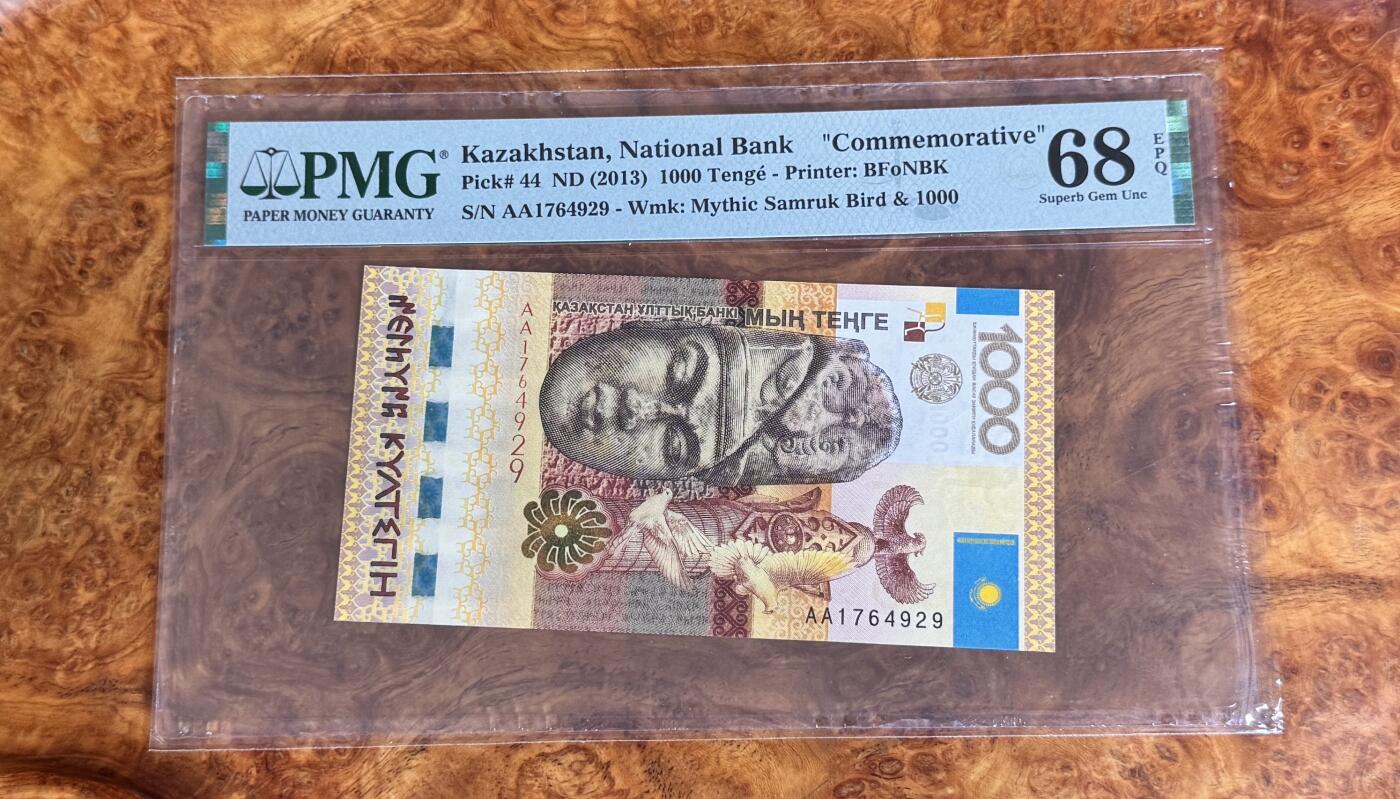 PMG®
PAPER MONEY GUARANTY
Kazakhstan, National Bank "Commemorative"
Pick# 44 ND (2013) 1000 Tengé - Printer: BFoNBK
S/N AA1764929 - Wmk: Mythic Samruk Bird & 1000
68
Superb Gem Unc
EPQ
ҚАЗАҚСТАН ҰЛТТЫҚ БАНКІ
МЫҢ ТЕҢГЕ
1000
КҮЛТЕГІН
AA1764929
AA1764929